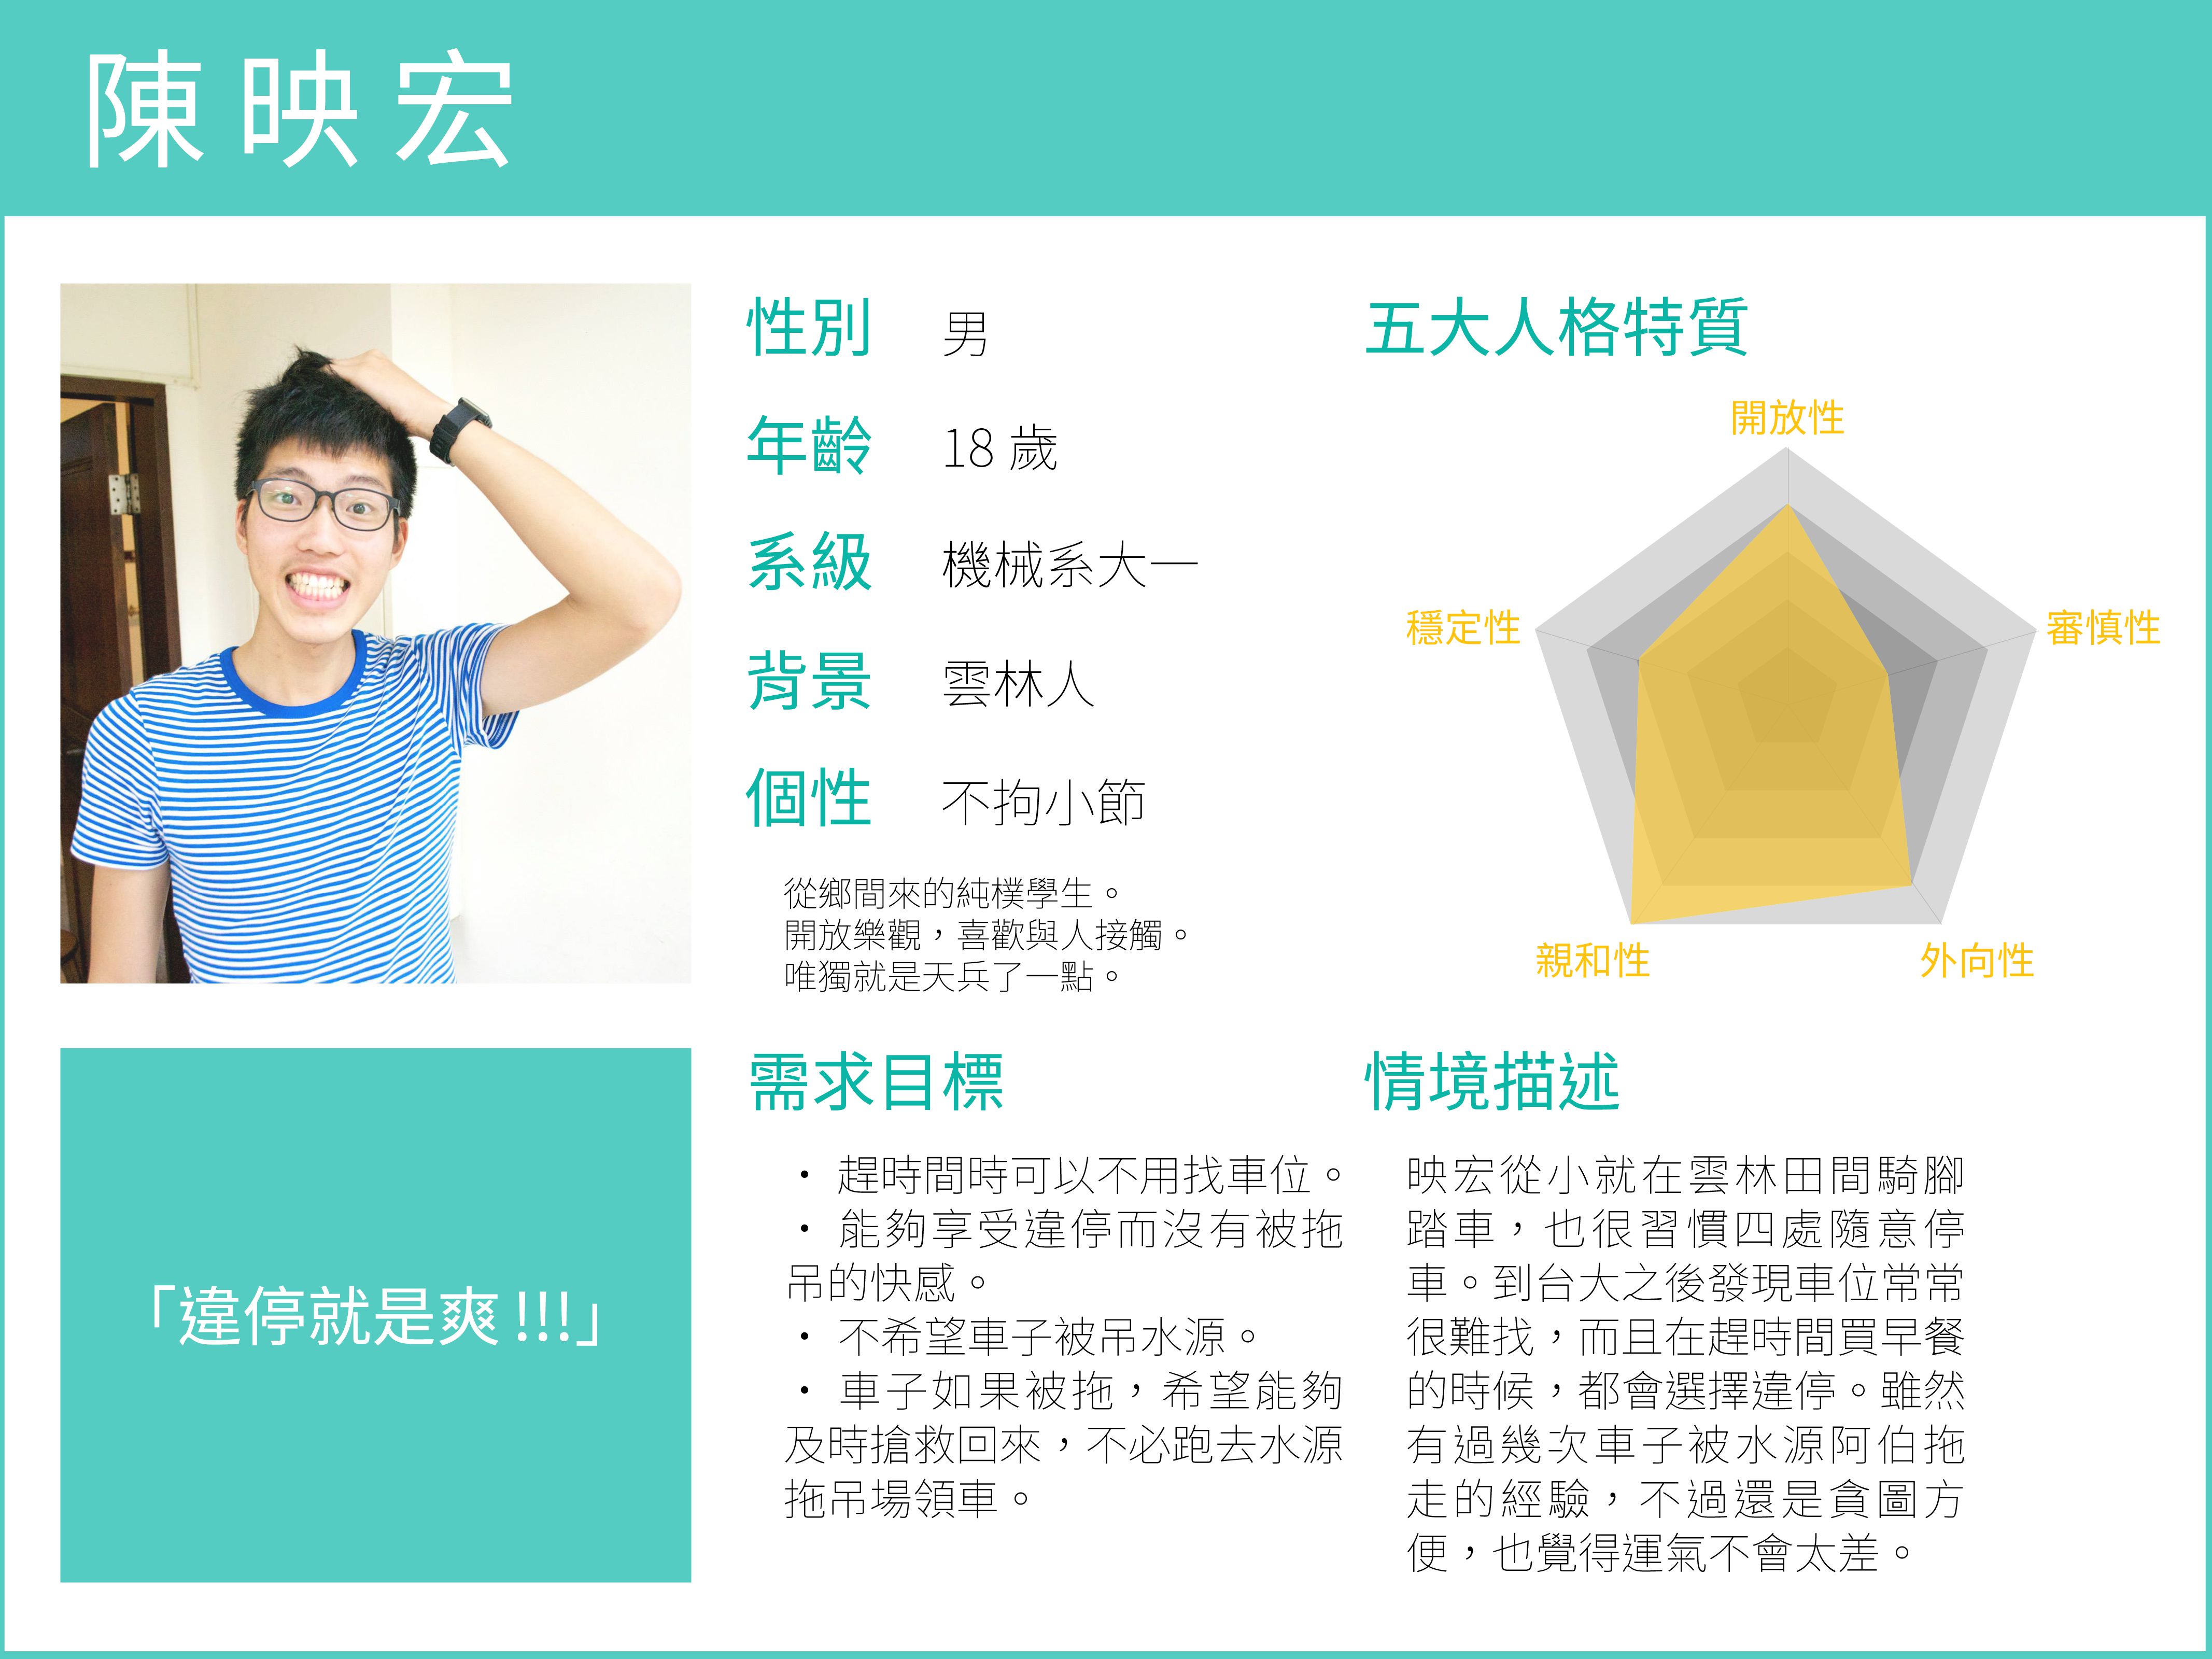 陳映宏
性別 男
年齡 18 歲
系級 機械系大一
背景 雲林人
個性 不拘小節
從鄉間來的純樸學生。
開放樂觀，喜歡與人接觸。
唯獨就是天兵了一點。
五大人格特質
開放性
穩定性
審慎性
親和性
外向性
「違停就是爽 !!!」
需求目標
• 趕時間時可以不用找車位。
• 能夠享受違停而沒有被拖
吊的快感。
• 不希望車子被吊水源。
• 車子如果被拖，希望能夠
及時搶救回來，不必跑去水源
拖吊場領車。
情境描述
映宏從小就在雲林田間騎腳
踏車，也很習慣四處隨意停
車。到台大之後發現車位常常
很難找，而且在趕時間買早餐
的時候，都會選擇違停。雖然
有過幾次車子被水源阿伯拖
走的經驗，不過還是貪圖方
便，也覺得運氣不會太差。